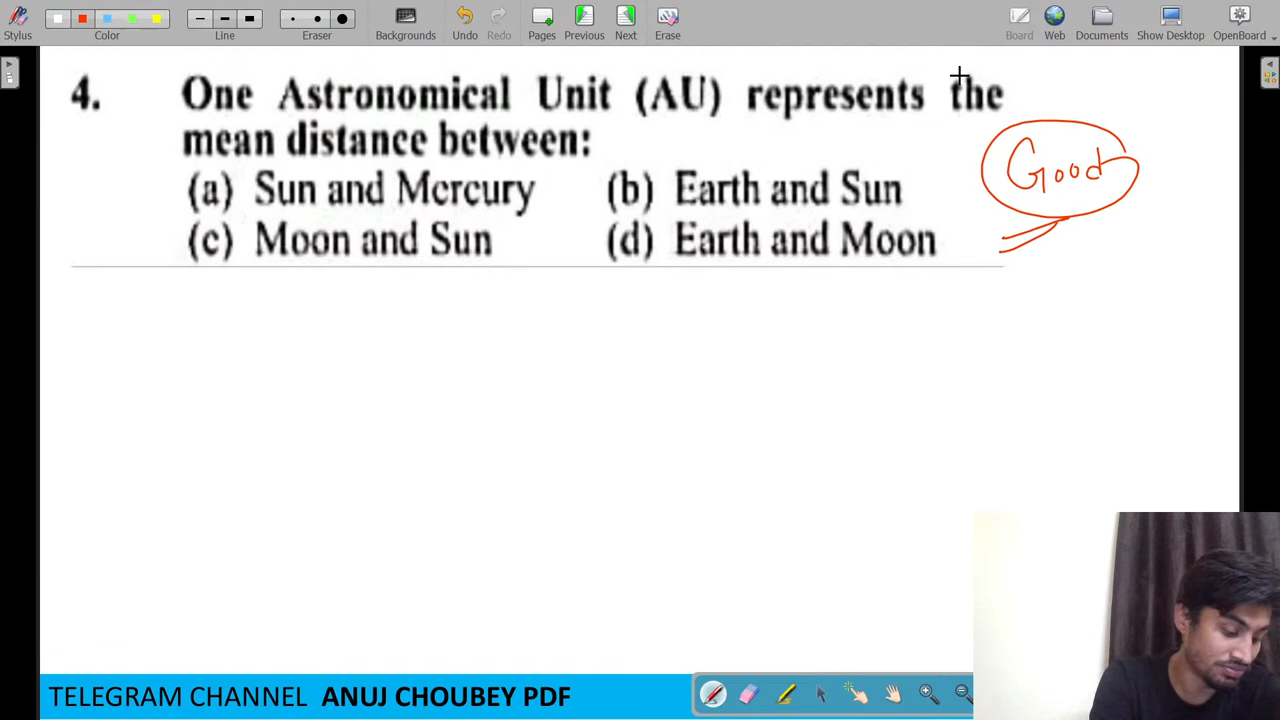 Stylus
Color
Line
Eraser
Backgrounds
Undo
Redo
Pages
Previous
Next
Erase
Board
Web
Documents
Show Desktop
OpenBoard
4. One Astronomical Unit (AU) represents the
mean distance between:
(a) Sun and Mercury (b) Earth and Sun
(c) Moon and Sun (d) Earth and Moon
Good
TELEGRAM CHANNEL ANUJ CHOUBEY PDF